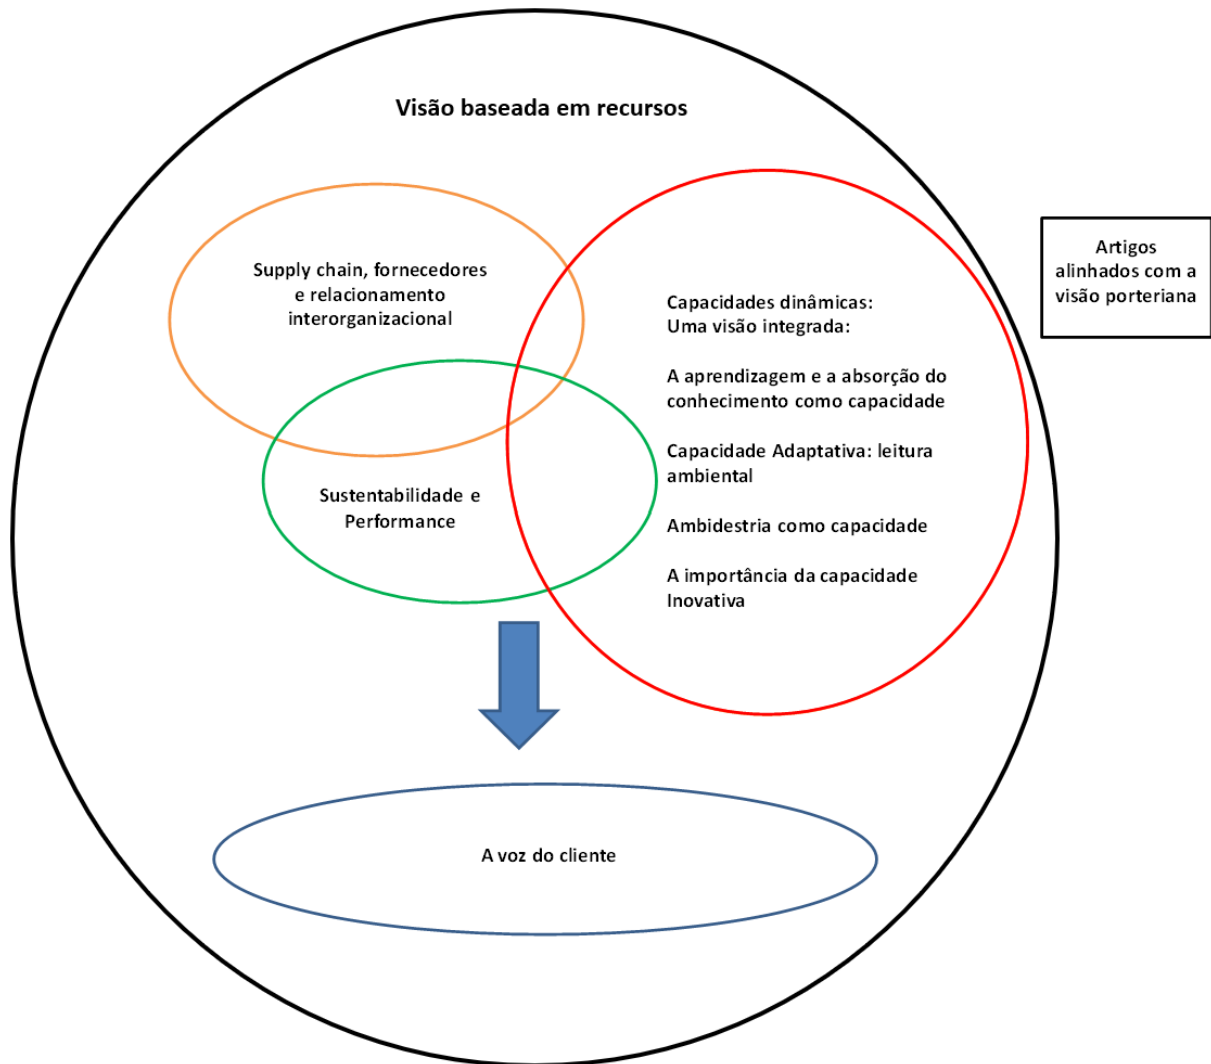 Visão baseada em recursos
Supply chain, fornecedores
e relacionamento
interorganizacional
Artigos
alinhados com a
visão porteriana
Capacidades dinâmicas:
Uma visão integrada:
A aprendizagem e a absorção do
conhecimento como capacidade
Capacidade Adaptativa: leitura
ambiental
Ambidestria como capacidade
A importância da capacidade
Inovativa
Sustentabilidade e
Performance
A voz do cliente